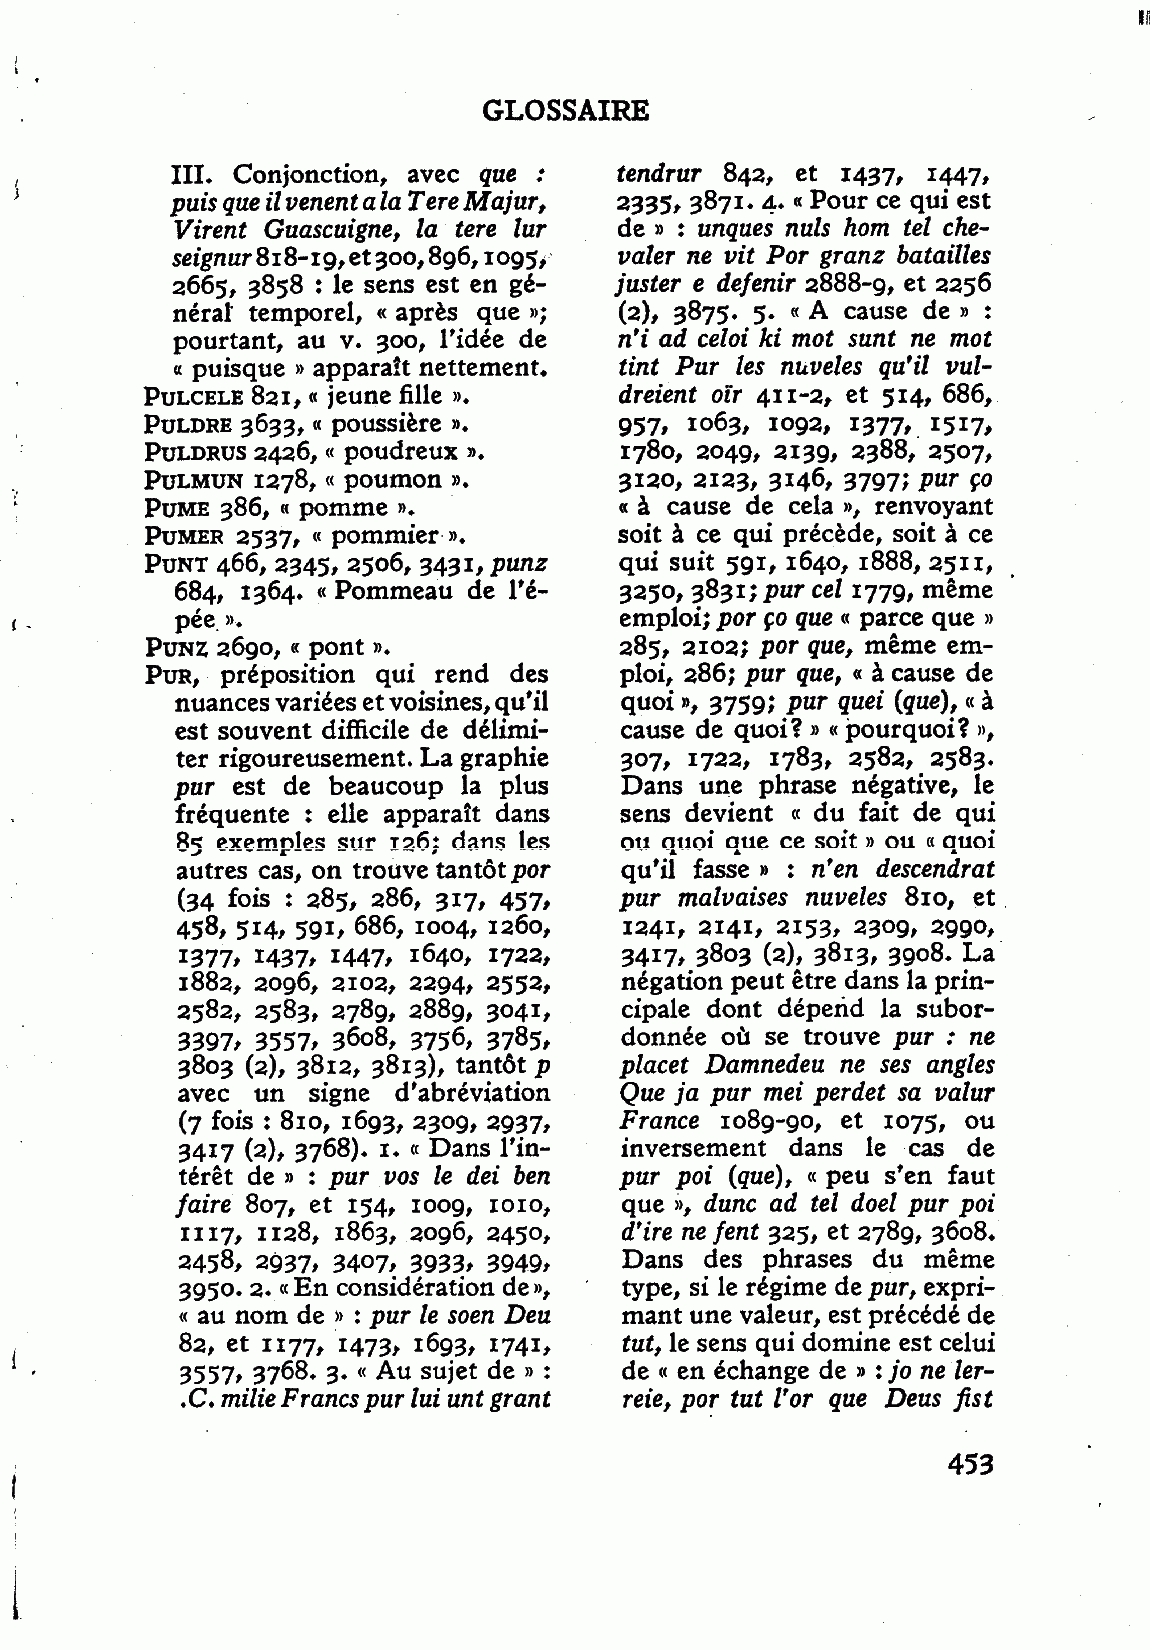 GLOSSAIRE
III. Conjonction, avec que :
puis que il venent a la Tere Majur,
Virent Guascuigne, la tere lur
seignur 818-19, et 300, 896, 1095,
2665, 3858 : le sens est en gé-
néral temporel, « après que »;
pourtant, au v. 300, l'idée de
« puisque » apparaît nettement.
PULCELE 821, « jeune fille ».
PULDRE 3633, « poussière ».
PULDRUS 2426, « poudreux ».
PULMUN 1278, « poumon ».
PUME 386, « pomme ».
PUMER 2537, « pommier ».
PUNT 466, 2345, 2506, 3431, punz
684, 1364. « Pommeau de l'é-
pée ».
PUNZ 2690, « pont ».
PUR, préposition qui rend des
nuances variées et voisines, qu'il
est souvent difficile de délimi-
ter rigoureusement. La graphie
pur est de beaucoup la plus
fréquente : elle apparaît dans
85 exemples sur 126; dans les
autres cas, on trouve tantôt por
(34 fois : 285, 286, 317, 457,
458, 514, 591, 686, 1004, 1260,
1377, 1437, 1447, 1640, 1722,
1882, 2096, 2102, 2294, 2552,
2582, 2583, 2789, 2889, 3041,
3397, 3557, 3608, 3756, 3785,
3803 (2), 3812, 3813), tantôt p
avec un signe d'abréviation
(7 fois : 810, 1693, 2309, 2937,
3417 (2), 3768). 1. « Dans l'in-
térêt de » : pur vos le dei ben
faire 807, et 154, 1009, 1010,
1117, 1128, 1863, 2096, 2450,
2458, 2937, 3407, 3933, 3949,
3950. 2. « En considération de »,
« au nom de » : pur le soen Deu
82, et 1177, 1473, 1693, 1741,
3557, 3768. 3. « Au sujet de » :
.C. milie Francs pur lui unt grant
tendrur 842, et 1437, 1447,
2335, 3871. 4. « Pour ce qui est
de » : unques nuls hom tel che-
valer ne vit Por granz batailles
juster e defenir 2888-9, et 2256
(2), 3875. 5. « A cause de » :
n'i ad celoi ki mot sunt ne mot
tint Pur les nuveles qu'il vul-
dreient oïr 411-2, et 514, 686,
957, 1063, 1092, 1377, 1517,
1780, 2049, 2139, 2388, 2507,
3120, 2123, 3146, 3797; pur ço
« à cause de cela », renvoyant
soit à ce qui précède, soit à ce
qui suit 591, 1640, 1888, 2511,
3250, 3831; pur cel 1779, même
emploi; por ço que « parce que »
285, 2102; por que, même em-
ploi, 286; pur que, « à cause de
quoi », 3759; pur quei (que), « à
cause de quoi? » « pourquoi? »,
307, 1722, 1783, 2582, 2583.
Dans une phrase négative, le
sens devient « du fait de qui
ou quoi que ce soit » ou « quoi
qu'il fasse » : n'en descendrat
pur malvaises nuveles 810, et
1241, 2141, 2153, 2309, 2990,
3417, 3803 (2), 3813, 3908. La
négation peut être dans la prin-
cipale dont dépend la subor-
donnée où se trouve pur : ne
placet Damnedeu ne ses angles
Que ja pur mei perdet sa valur
France 1089-90, et 1075, ou
inversement dans le cas de
pur poi (que), « peu s'en faut
que », dunc ad tel doel pur poi
d'ire ne fent 325, et 2789, 3608.
Dans des phrases du même
type, si le régime de pur, expri-
mant une valeur, est précédé de
tut, le sens qui domine est celui
de « en échange de » : jo ne ler-
reie, por tut l'or que Deus fist
453